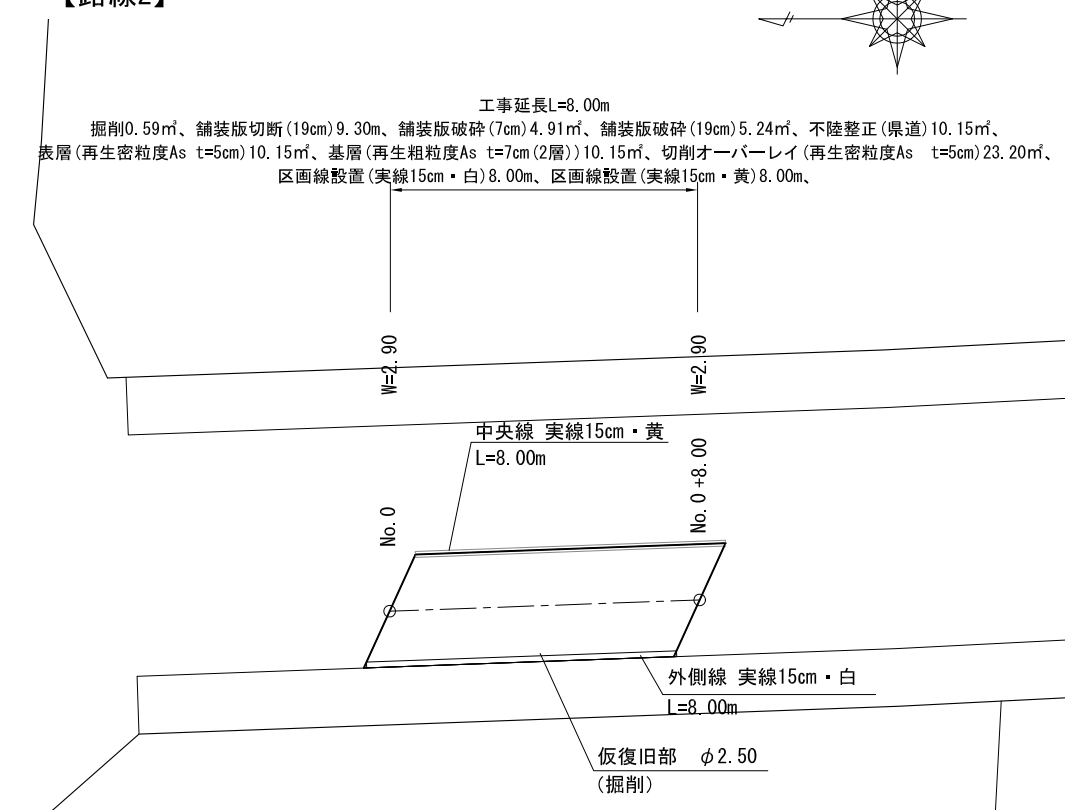 【路線2】
工事延長L=8.00m
掘削0.59㎥、舗装版切断(19cm)9.30m、舗装版破砕(7cm)4.91㎡、舗装版破砕(19cm)5.24㎡、不陸整正(県道)10.15㎡、
表層(再生密粒度As t=5cm)10.15㎡、基層(再生粗粒度As t=7cm(2層))10.15㎡、切削オーバーレイ(再生密粒度As t=5cm)23.20㎡、
区画線設置(実線15cm・白)8.00m、区画線設置(実線15cm・黄)8.00m、
W=2.90
W=2.90
中央線 実線15cm・黄
L=8.00m
No.0
No.0+8.00
外側線 実線15cm・白
L=8.00m
仮復旧部 φ2.50
(掘削)